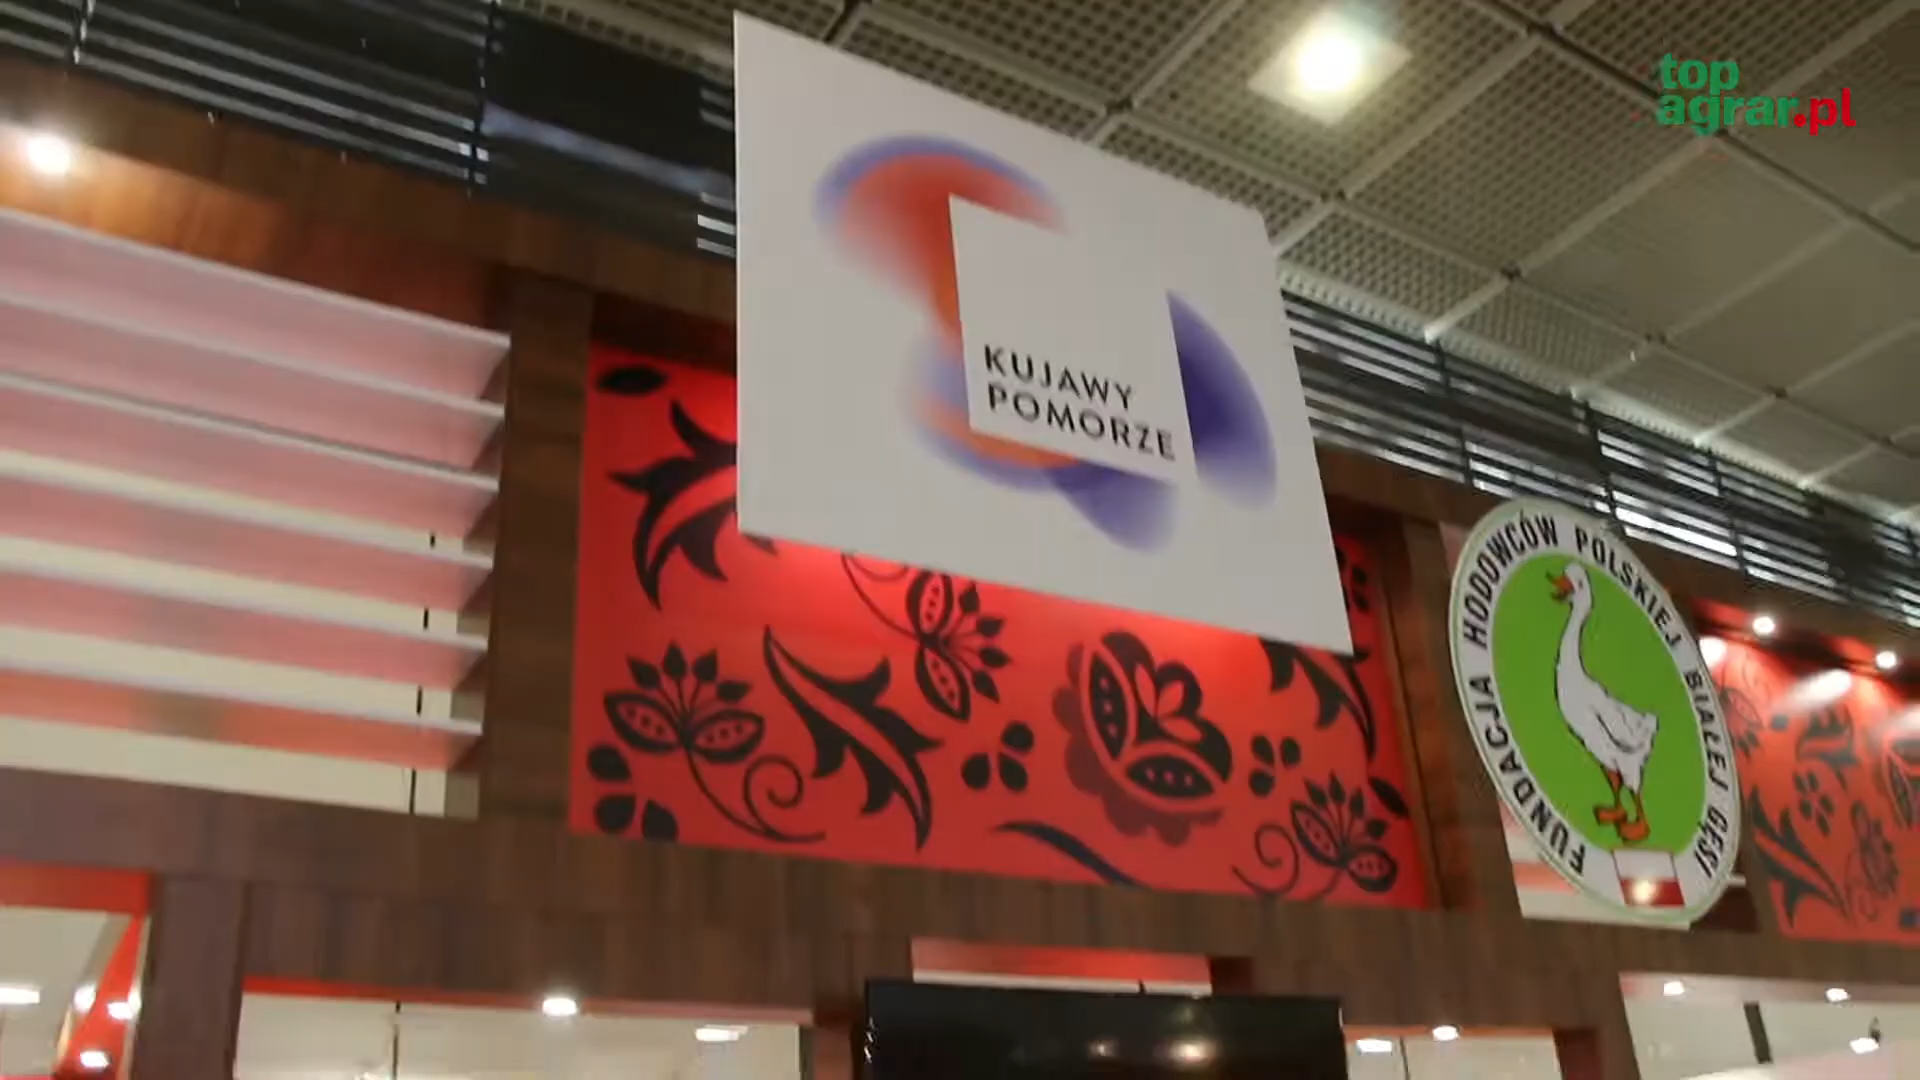 top
agrar.pl
KUJAWY
POMORZE
FUNDACJA HODOWCÓW POLSKIEJ BIAŁEJ GĘSI